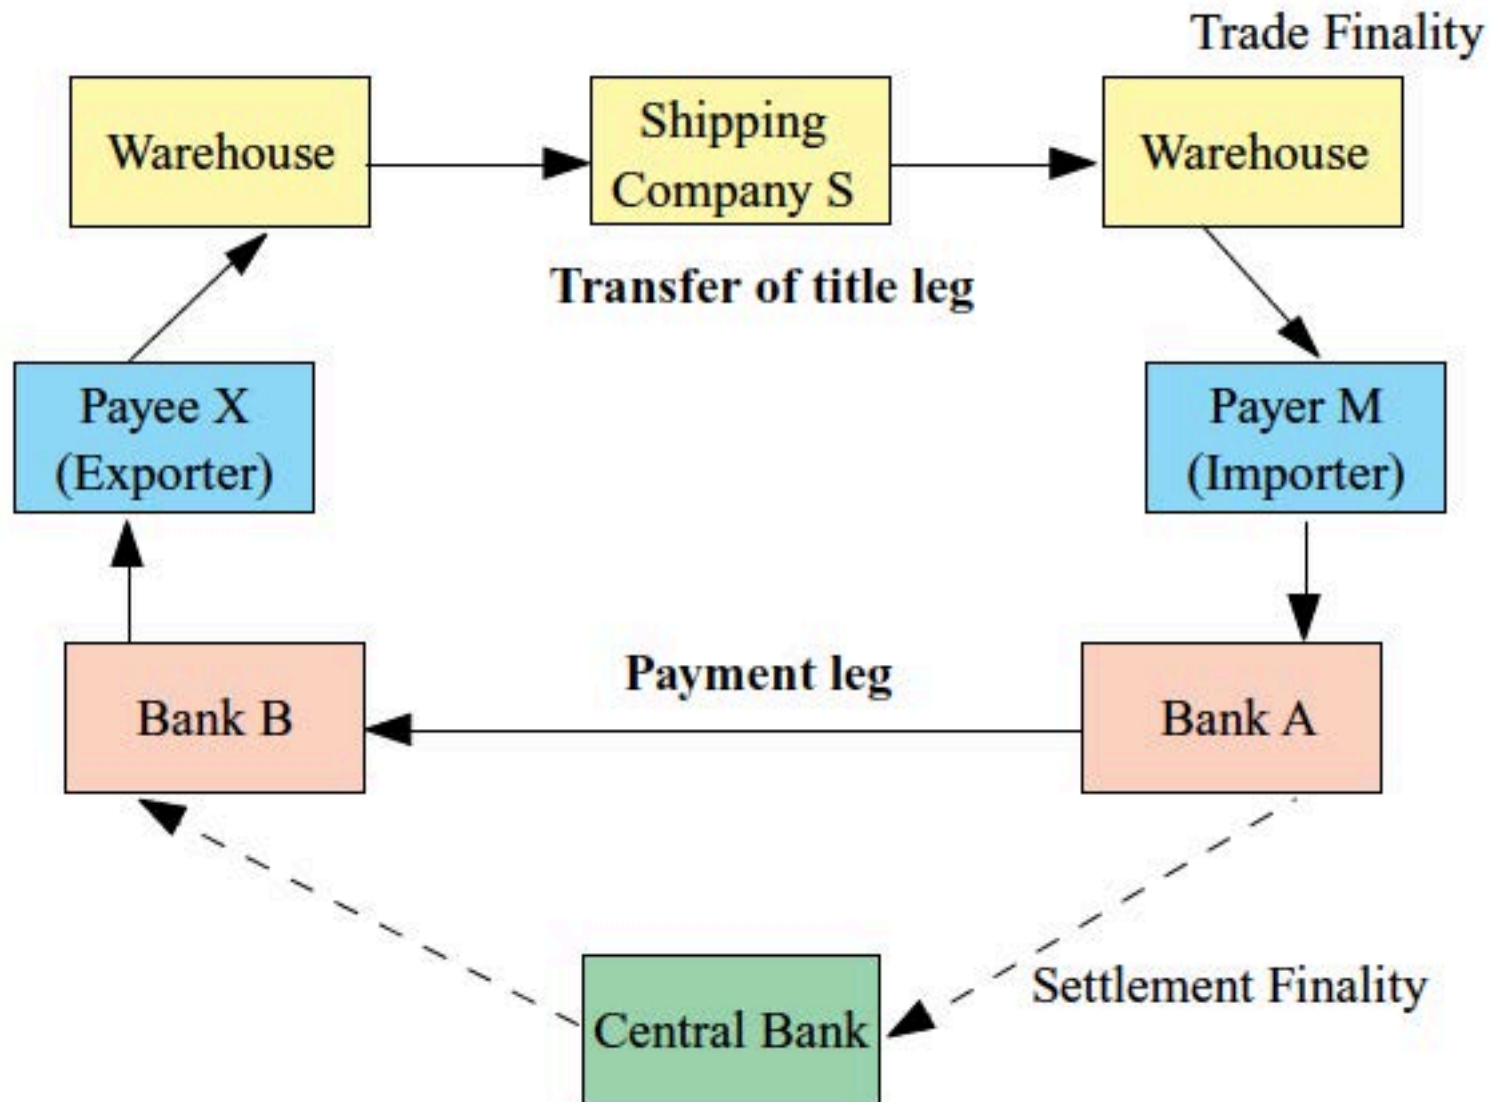 Trade Finality
Warehouse
Shipping
Company S
Warehouse
Transfer of title leg
Payee X
(Exporter)
Payer M
(Importer)
Payment leg
Bank B
Bank A
Settlement Finality
Central Bank